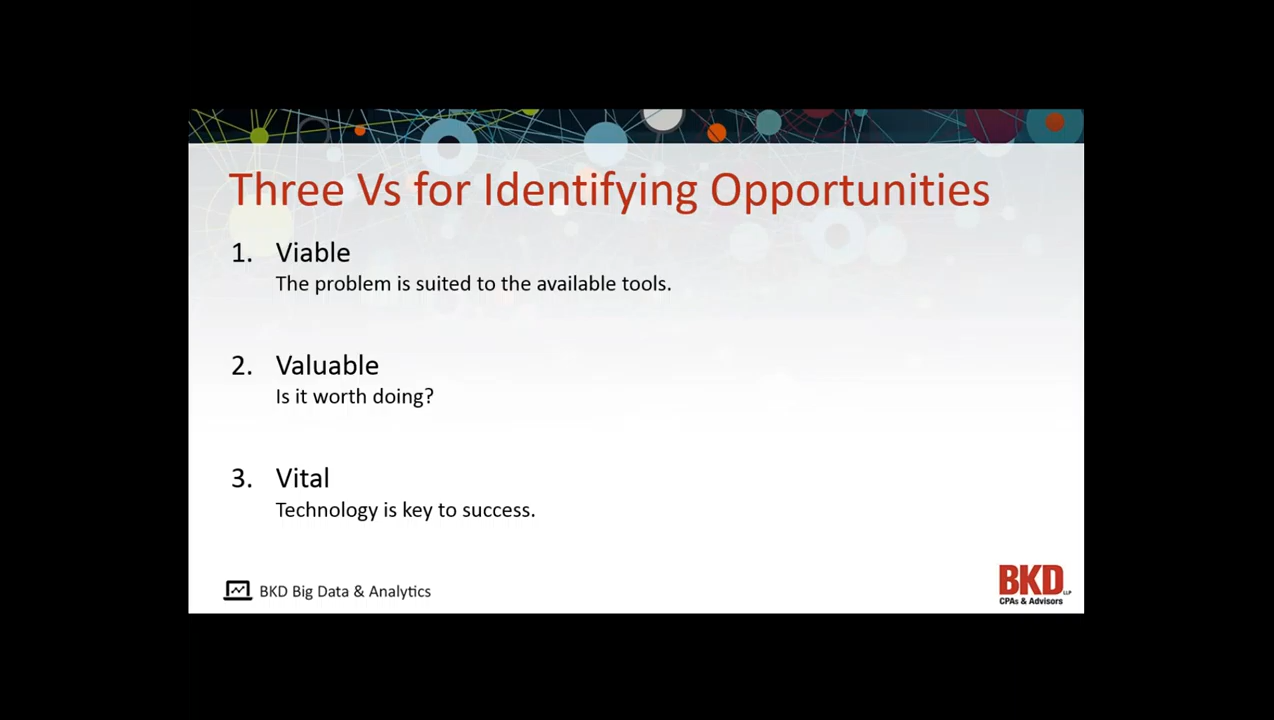 Three Vs for Identifying Opportunities
1. Viable
The problem is suited to the available tools.
2. Valuable
Is it worth doing?
3. Vital
Technology is key to success.
BKD Big Data & Analytics
BKD LLP
CPAs & Advisors